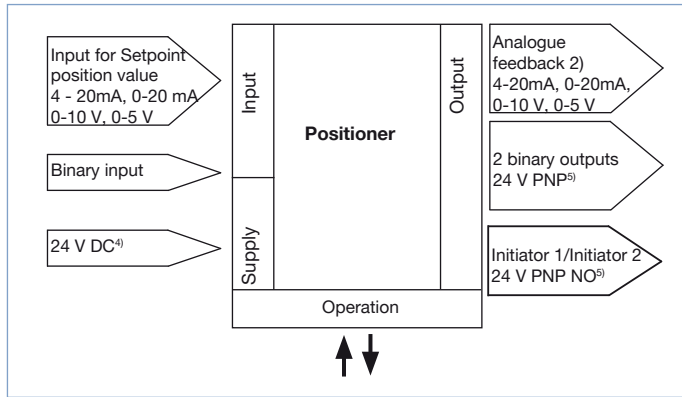 Input for Setpoint
position value
4 - 20mA, 0-20 mA
0-10 V, 0-5 V
Binary input
24 V DC4)
Input
Supply
Positioner
Operation
Output
Analogue
feedback 2)
4-20mA, 0-20mA,
0-10 V, 0-5 V
2 binary outputs
24 V PNP5)
Initiator 1/Initiator 2
24 V PNP NO5)